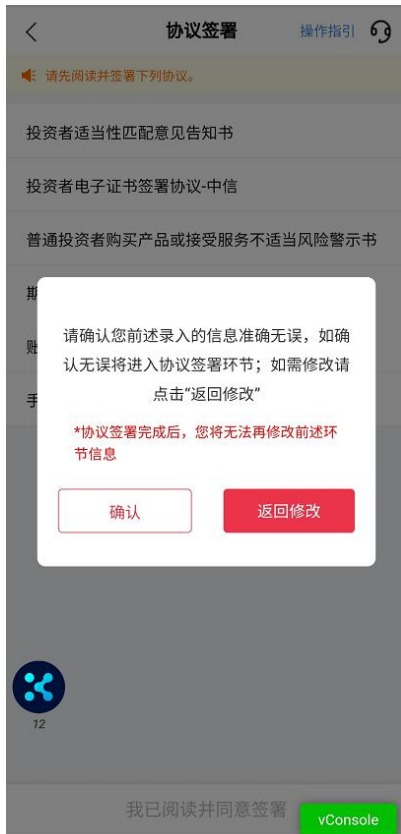 协议签署
操作指引
请先阅读并签署下列协议。
投资者适当性匹配意见告知书
投资者电子证书签署协议-中信
普通投资者购买产品或接受服务不适当风险警示书
期
账
手
请确认您前述录入的信息准确无误，如确
认无误将进入协议签署环节；如需修改请
点击“返回修改”
*协议签署完成后，您将无法再修改前述环
节信息
确认
返回修改
12
我已阅读并同意签署
vConsole